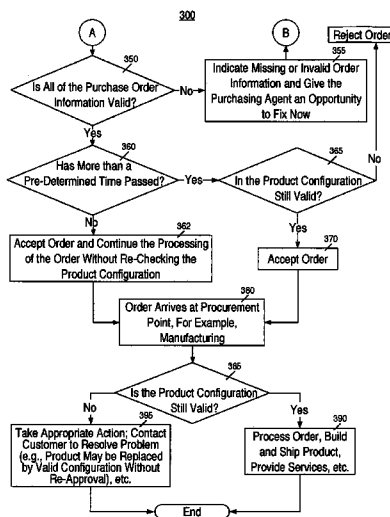 300
A
B
Reject Order
350
Is All of the Purchase Order
Information Valid?
No
355
Indicate Missing or Invalid Order
Information and Give the
Purchasing Agent an Opportunity
to Fix Now
Yes
360
Has More than a
Pre-Determined Time Passed?
Yes
365
In the Product Configuration
Still Valid?
No
No
362
Accept Order and Continue the Processing
of the Order Without Re-Checking the
Product Configuration
Yes
370
Accept Order
380
Order Arrives at Procurement
Point, For Example,
Manufacturing
385
Is the Product Configuration
Still Valid?
No
395
Take Appropriate Action; Contact
Customer to Resolve Problem
(e.g., Product May be Replaced
by Valid Configuration Without
Re-Approval), etc.
Yes
390
Process Order, Build
and Ship Product,
Provide Services, etc.
End